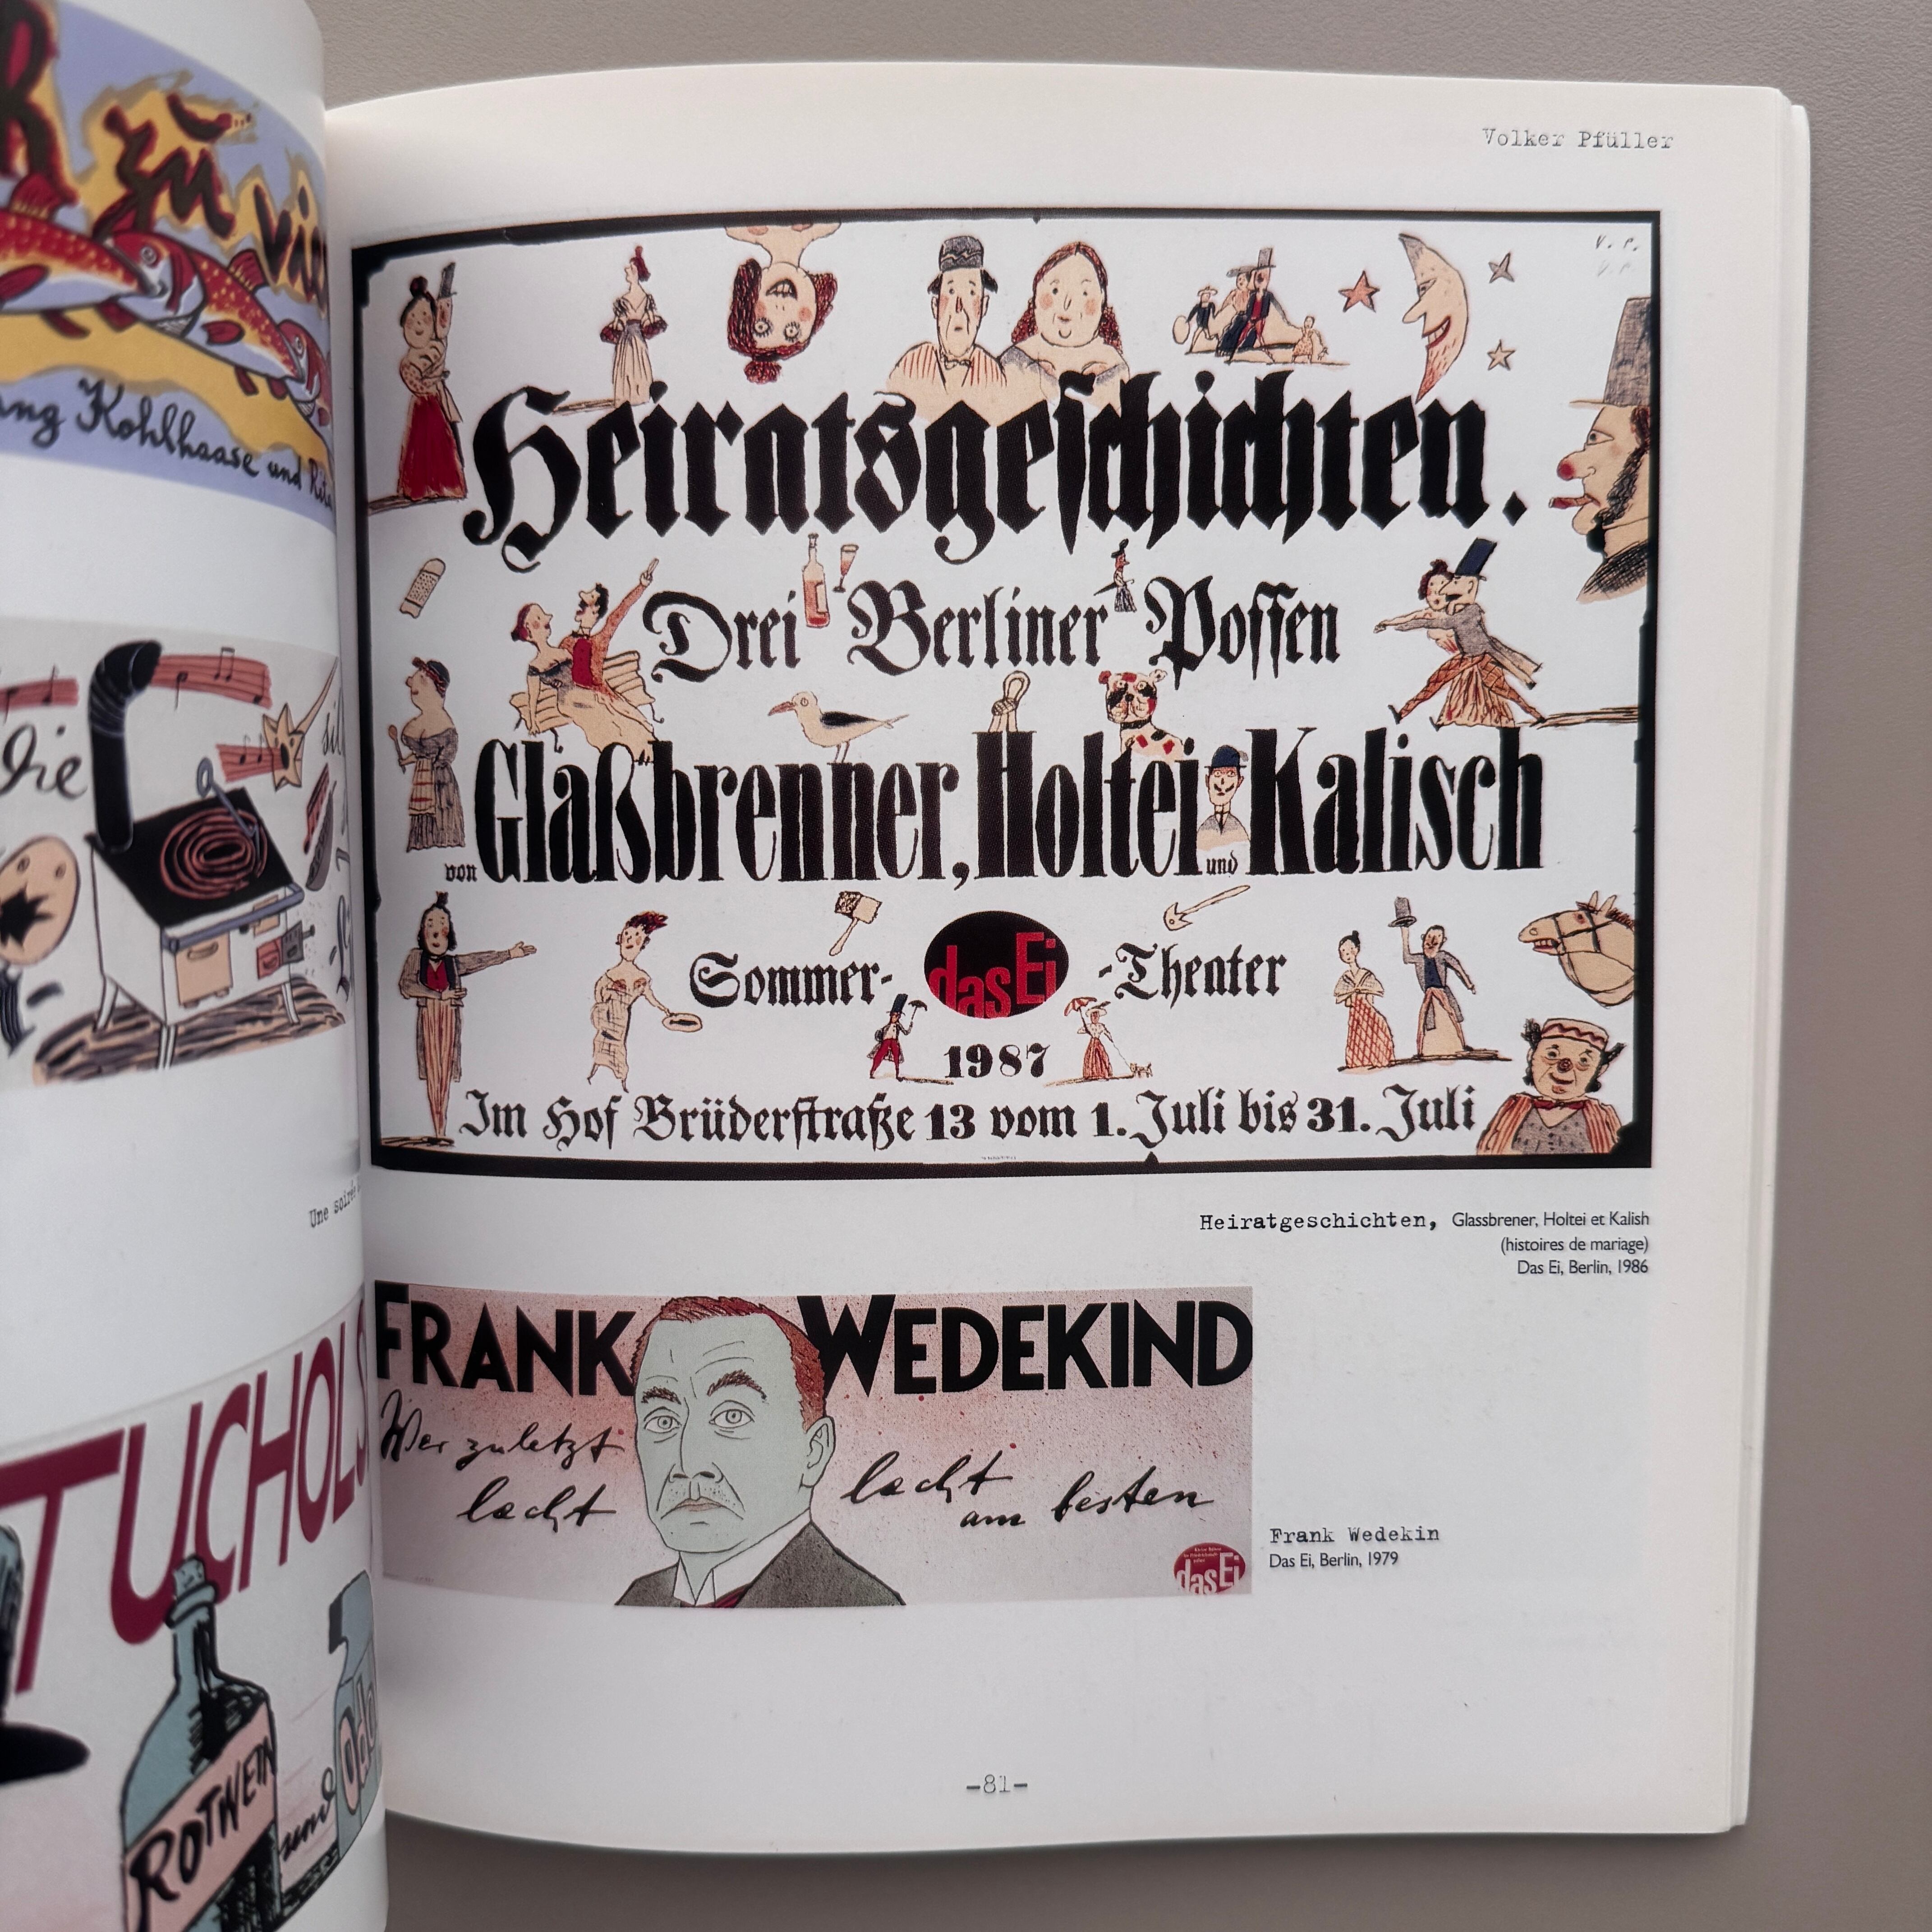 zu
Kohlhaase und
Die
Une soirée
TUCHOLS
ROTWEIN
und
Volker Pfüller
V. P.
Heiratsgeſchichten.
Drei Berliner Poſſen
von Glaßbrenner, Holtei und Kalisch
Sommer- das Ei -Theater
1987
Im Hof Brüderſtraße 13 vom 1. Juli bis 31. Juli
Heiratgeschichten, Glassbrener, Holtei et Kalish
(histoires de mariage)
Das Ei, Berlin, 1986
FRANK WEDEKIND
Wer zuletzt
lacht
lacht
am besten
das Ei
Frank Wedekin
Das Ei, Berlin, 1979
—81—